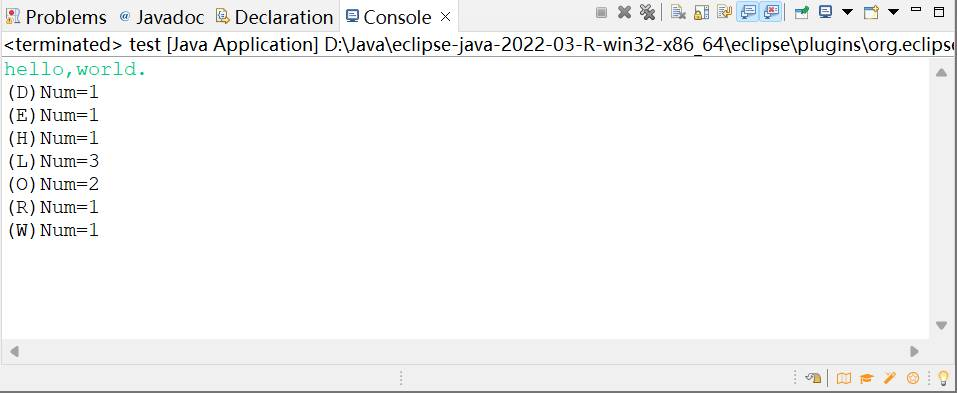 Problems @ Javadoc Declaration Console
<terminated> test [Java Application] D:\Java\eclipse-java-2022-03-R-win32-x86_64\eclipse\plugins\org.eclipse
hello,world.
(D)Num=1
(E)Num=1
(H)Num=1
(L)Num=3
(O)Num=2
(R)Num=1
(W)Num=1